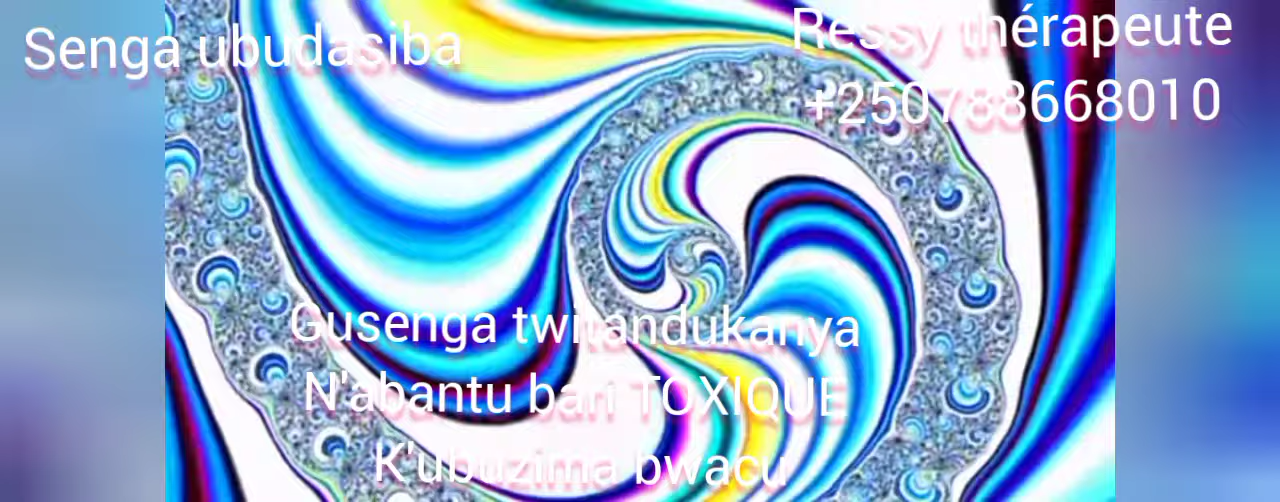 Senga ubudasiba
Ressy thérapeute
+250788668010
Gusenga twitandukanya
N'abantu bari TOXIQUE
K'ubuzima bwacu